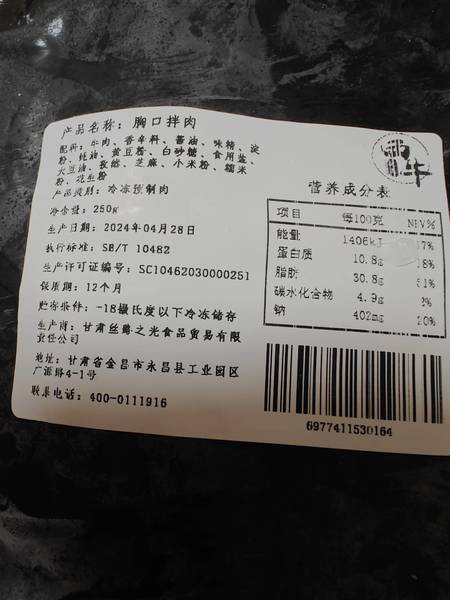 产品名称：胸口拌肉
配料：牛肉、香辛料、酱油、味精、淀
粉、蚝油、黄豆粉、白砂糖、食用盐、
大豆油、孜然、芝麻、小米粉、糯米
粉、花生粉
产品类别：冷冻预制肉
净含量：250g
生产日期：2024年04月28日
执行标准：SB/T 10482
生产许可证编号：SC10462030000251
保质期：12个月
贮存条件：-18摄氏度以下冷冻储存
生产商：甘肃丝路之光食品贸易有限
责任公司
地址：甘肃省金昌市永昌县工业园区
广源路4-1号
联系电话：400-0111916
牛
营养成分表
项目 每100克 NRV%
能量 1406kJ 17%
蛋白质 10.8g 18%
脂肪 30.8g 51%
碳水化合物 4.9g 2%
钠 402mg 20%
6977411530164